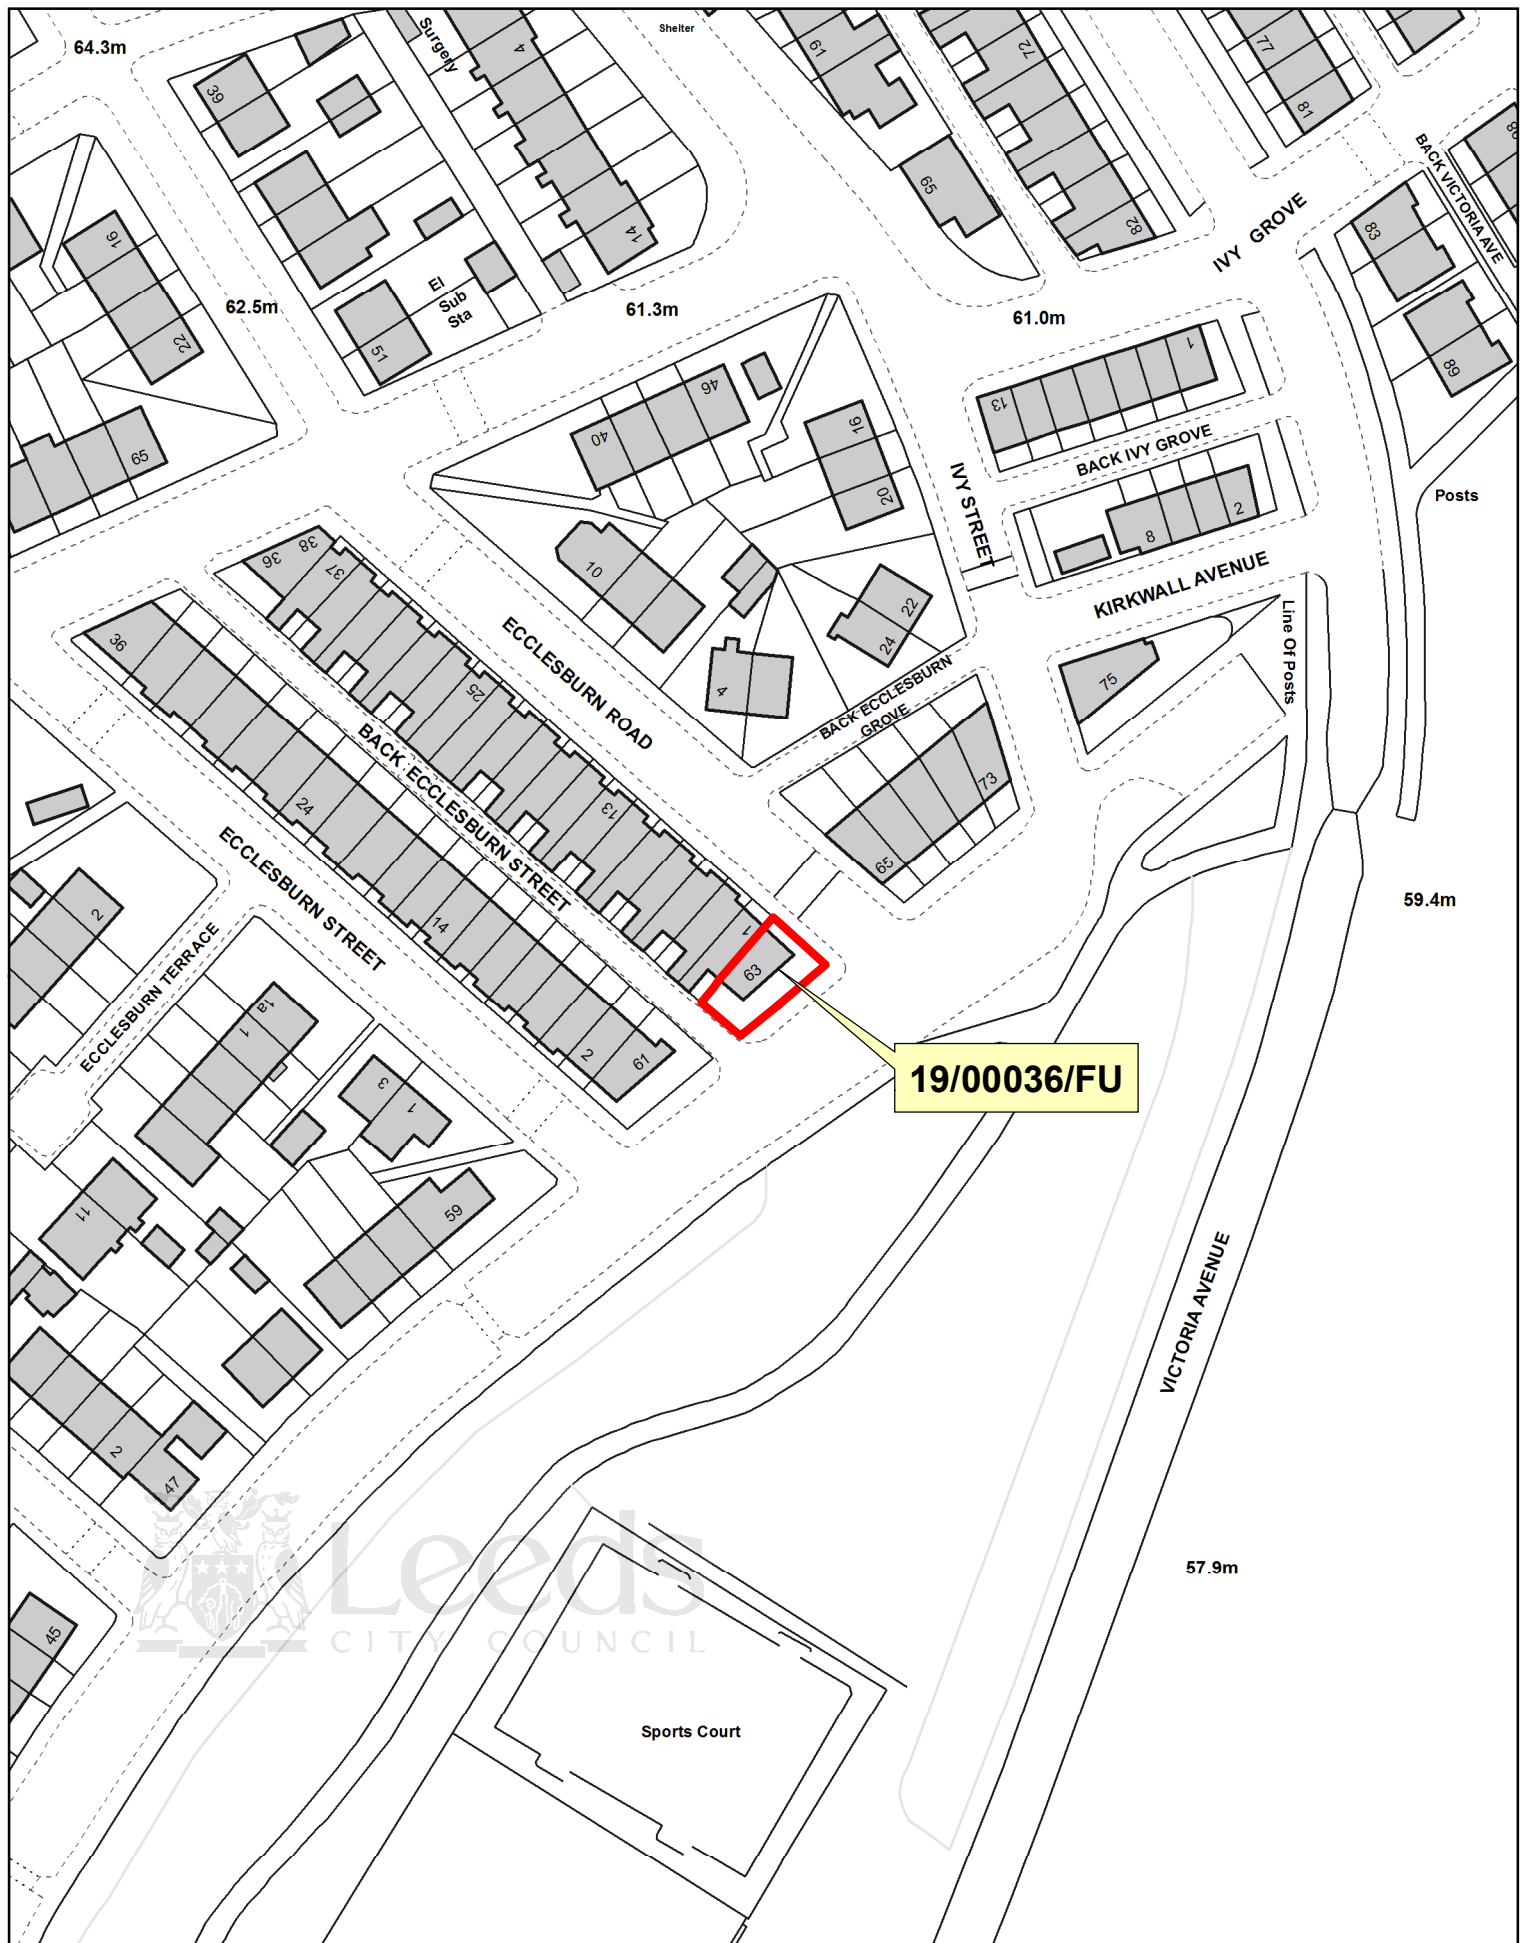 64.3m
Surgery
Shelter
4
61
72
77
81
39
65
82
BACK VICTORIA AVE
16
14
IVY GROVE
83
El
Sub
Sta
62.5m
61.3m
61.0m
22
51
1
89
46
13
16
40
65
BACK IVY GROVE
IVY STREET
20
Posts
2
8
38
36
37
10
KIRKWALL AVENUE
22
24
Line Of Posts
36
ECCLESBURN ROAD
25
4
BACK ECCLESBURN
GROVE
75
BACK ECCLESBURN STREET
73
24
13
65
ECCLESBURN STREET
59.4m
2
14
1
63
ECCLESBURN TERRACE
1a
1
2
61
19/00036/FU
3
1
11
59
VICTORIA AVENUE
2
47
Leeds
CITY COUNCIL
57.9m
45
Sports Court